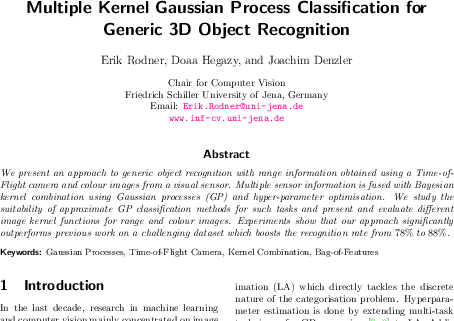 Multiple Kernel Gaussian Process Classification for
Generic 3D Object Recognition
Erik Rodner, Doaa Hegazy, and Joachim Denzler
Chair for Computer Vision
Friedrich Schiller University of Jena, Germany
Email: Erik.Rodner@uni-jena.de
www.inf-cv.uni-jena.de
Abstract
We present an approach to generic object recognition with range information obtained using a Time-of-
Flight camera and colour images from a visual sensor. Multiple sensor information is fused with Bayesian
kernel combination using Gaussian processes (GP) and hyper-parameter optimisation. We study the
suitability of approximate GP classification methods for such tasks and present and evaluate different
image kernel functions for range and colour images. Experiments show that our approach significantly
outperforms previous work on a challenging dataset which boosts the recognition rate from 78% to 88%.
Keywords: Gaussian Processes, Time-of-Flight Camera, Kernel Combination, Bag-of-Features
1 Introduction
In the last decade, research in machine learning
and computer vision mainly concentrated on image
imation (LA) which directly tackles the discrete
nature of the categorisation problem. Hyperpara-
meter estimation is done by extending multi-task